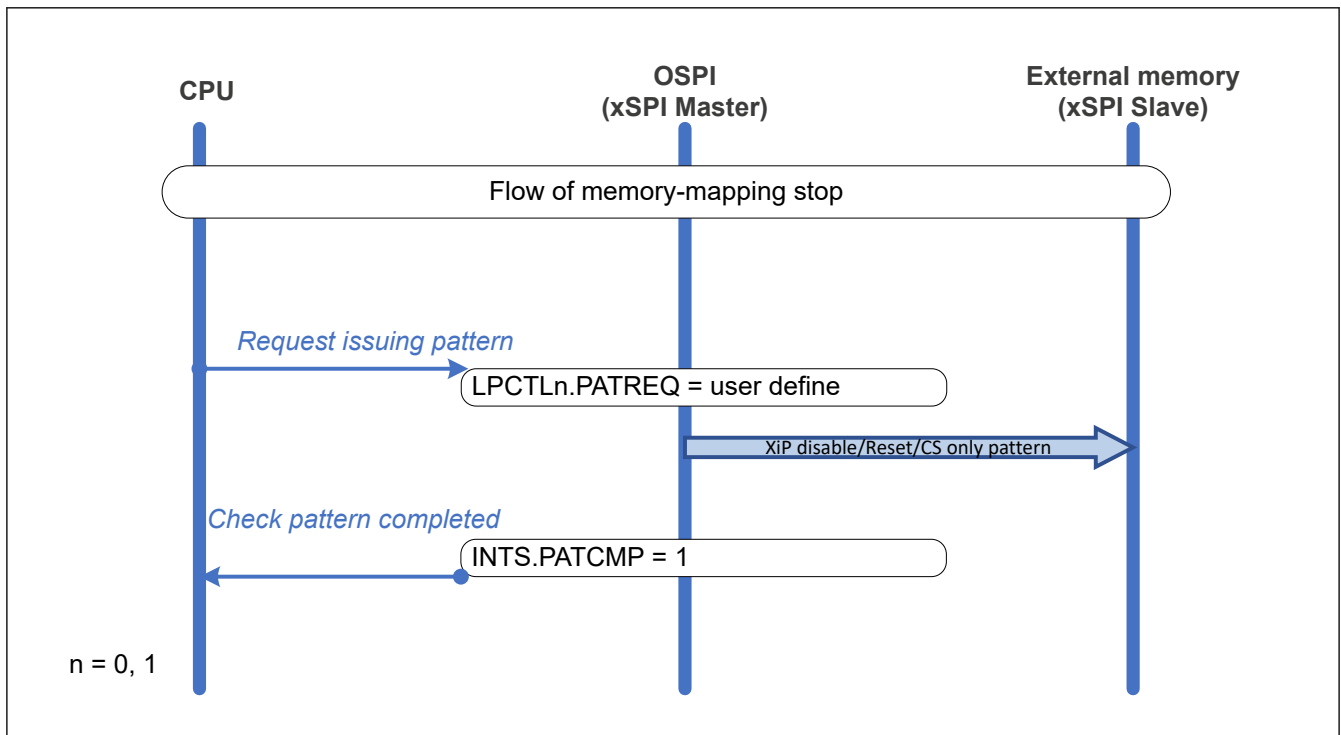 CPU
OSPI
(xSPI Master)
External memory
(xSPI Slave)
Flow of memory-mapping stop
Request issuing pattern
LPCTLn.PATREQ = user define
XiP disable/Reset/CS only pattern
Check pattern completed
INTS.PATCMP = 1
n = 0, 1